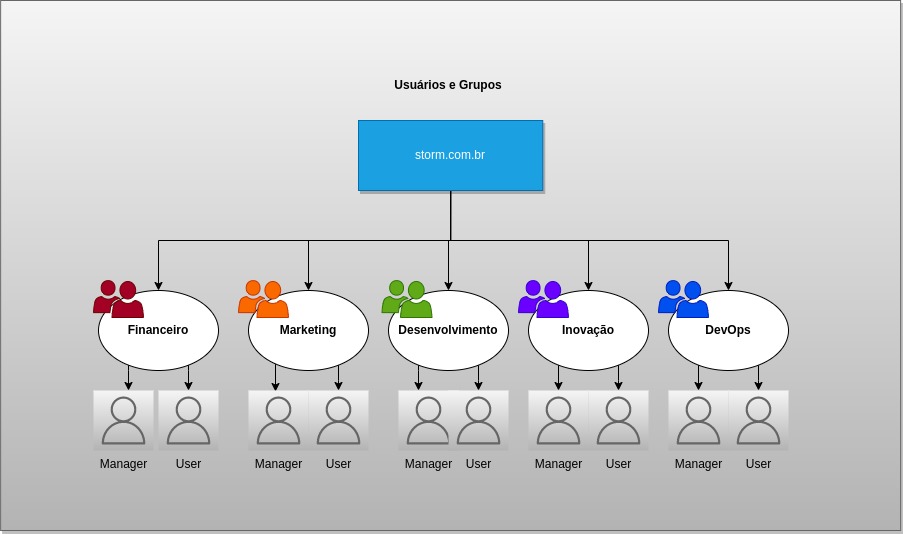 Usuários e Grupos
storm.com.br
Financeiro
Marketing
Desenvolvimento
Inovação
DevOps
Manager
User
Manager
User
Manager
User
Manager
User
Manager
User